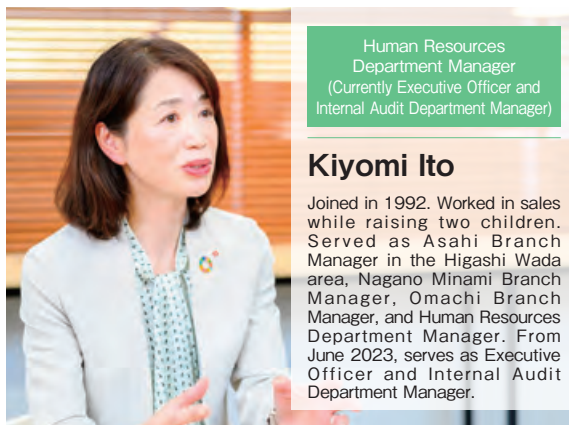 Human Resources
Department Manager
(Currently Executive Officer and
Internal Audit Department Manager)
Kiyomi Ito
Joined in 1992. Worked in sales
while raising two children.
Served as Asahi Branch
Manager in the Higashi Wada
area, Nagano Minami Branch
Manager, Omachi Branch
Manager, and Human Resources
Department Manager. From
June 2023, serves as Executive
Officer and Internal Audit
Department Manager.